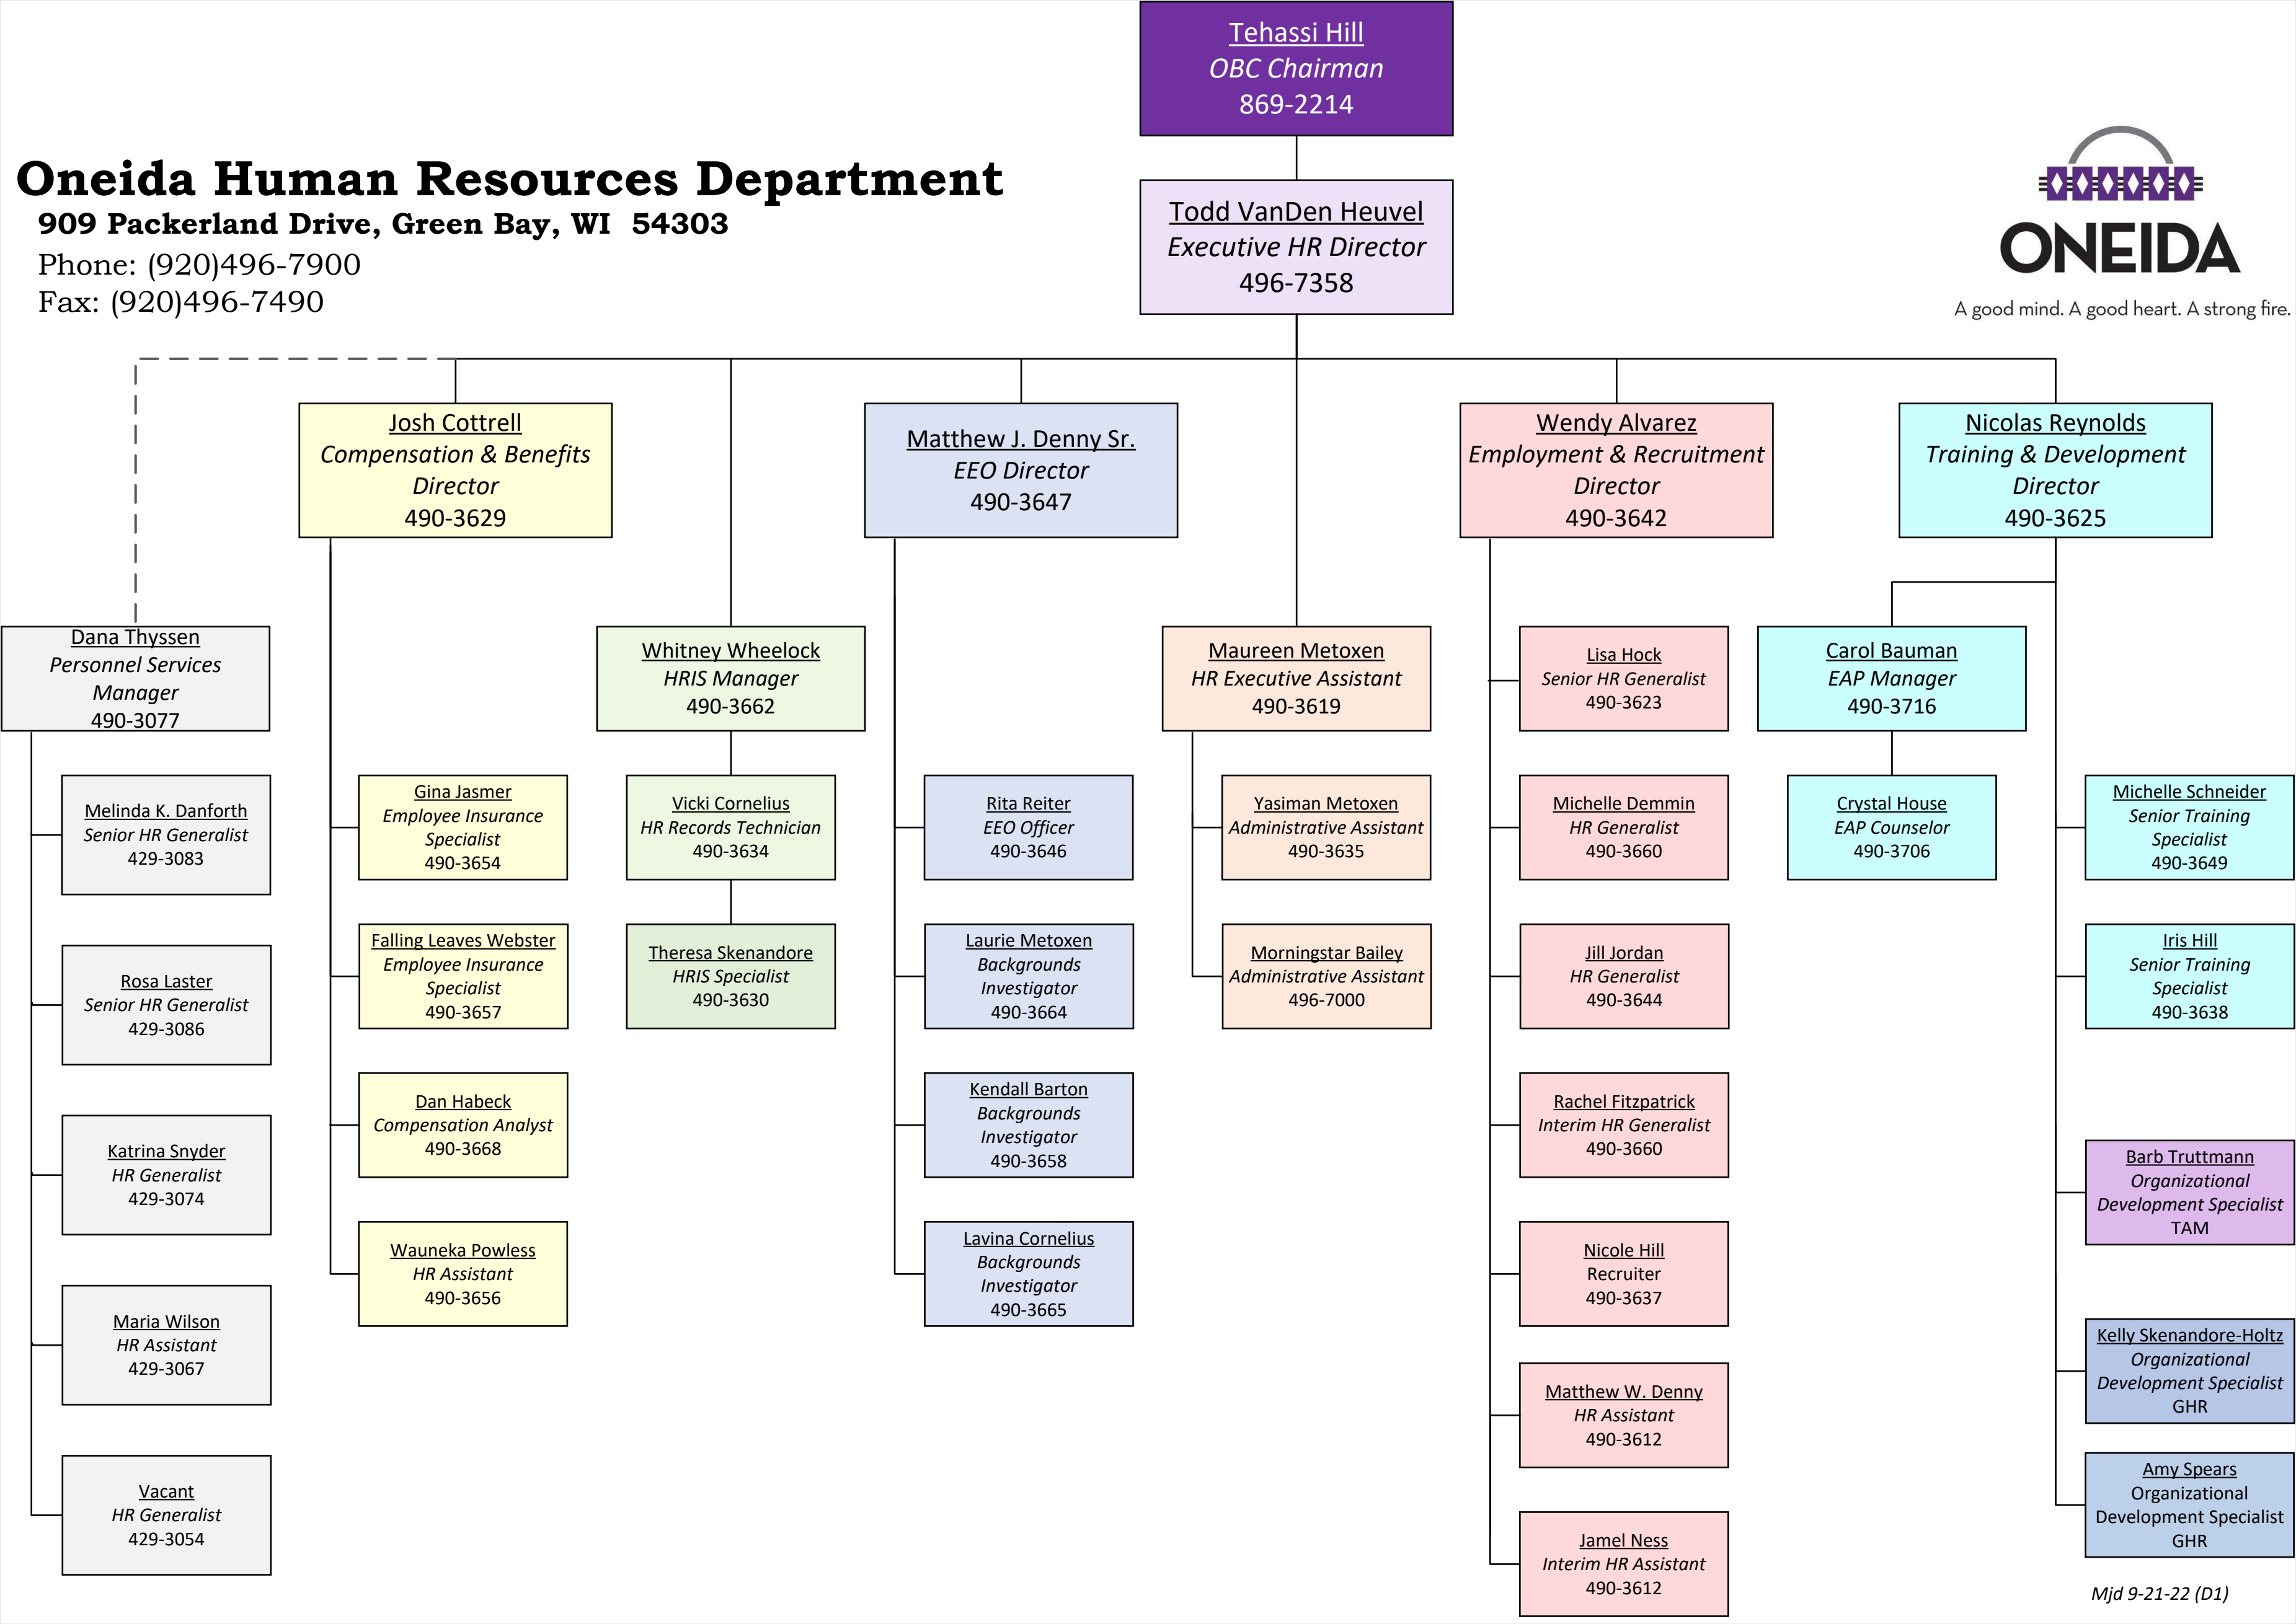 Tehassi Hill
OBC Chairman
869-2214
Oneida Human Resources Department
909 Packerland Drive, Green Bay, WI  54303
Phone: (920)496-7900
Fax: (920)496-7490
Todd VanDen Heuvel
Executive HR Director
496-7358
ONEIDA
A good mind. A good heart. A strong fire.
Josh Cottrell
Compensation & Benefits
Director
490-3629
Matthew J. Denny Sr.
EEO Director
490-3647
Wendy Alvarez
Employment & Recruitment
Director
490-3642
Nicolas Reynolds
Training & Development
Director
490-3625
Dana Thyssen
Personnel Services
Manager
490-3077
Whitney Wheelock
HRIS Manager
490-3662
Maureen Metoxen
HR Executive Assistant
490-3619
Lisa Hock
Senior HR Generalist
490-3623
Carol Bauman
EAP Manager
490-3716
Melinda K. Danforth
Senior HR Generalist
429-3083
Gina Jasmer
Employee Insurance
Specialist
490-3654
Vicki Cornelius
HR Records Technician
490-3634
Rita Reiter
EEO Officer
490-3646
Yasiman Metoxen
Administrative Assistant
490-3635
Michelle Demmin
HR Generalist
490-3660
Crystal House
EAP Counselor
490-3706
Michelle Schneider
Senior Training
Specialist
490-3649
Rosa Laster
Senior HR Generalist
429-3086
Falling Leaves Webster
Employee Insurance
Specialist
490-3657
Theresa Skenandore
HRIS Specialist
490-3630
Laurie Metoxen
Backgrounds
Investigator
490-3664
Morningstar Bailey
Administrative Assistant
496-7000
Jill Jordan
HR Generalist
490-3644
Iris Hill
Senior Training
Specialist
490-3638
Katrina Snyder
HR Generalist
429-3074
Dan Habeck
Compensation Analyst
490-3668
Kendall Barton
Backgrounds
Investigator
490-3658
Rachel Fitzpatrick
Interim HR Generalist
490-3660
Barb Truttmann
Organizational
Development Specialist
TAM
Maria Wilson
HR Assistant
429-3067
Wauneka Powless
HR Assistant
490-3656
Lavina Cornelius
Backgrounds
Investigator
490-3665
Nicole Hill
Recruiter
490-3637
Kelly Skenandore-Holtz
Organizational
Development Specialist
GHR
Matthew W. Denny
HR Assistant
490-3612
Vacant
HR Generalist
429-3054
Amy Spears
Organizational
Development Specialist
GHR
Jamel Ness
Interim HR Assistant
490-3612
Mjd 9-21-22 (D1)